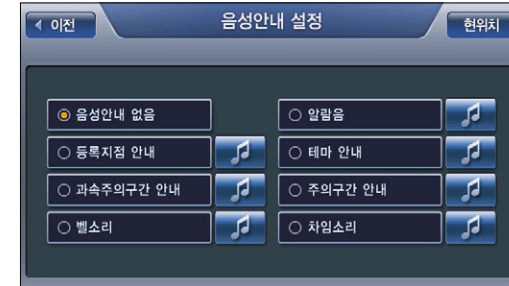 이전 음성안내 설정 현위치
음성안내 없음 알람음
등록지점 안내 테마 안내
과속주의구간 안내 주의구간 안내
벨소리 차임소리